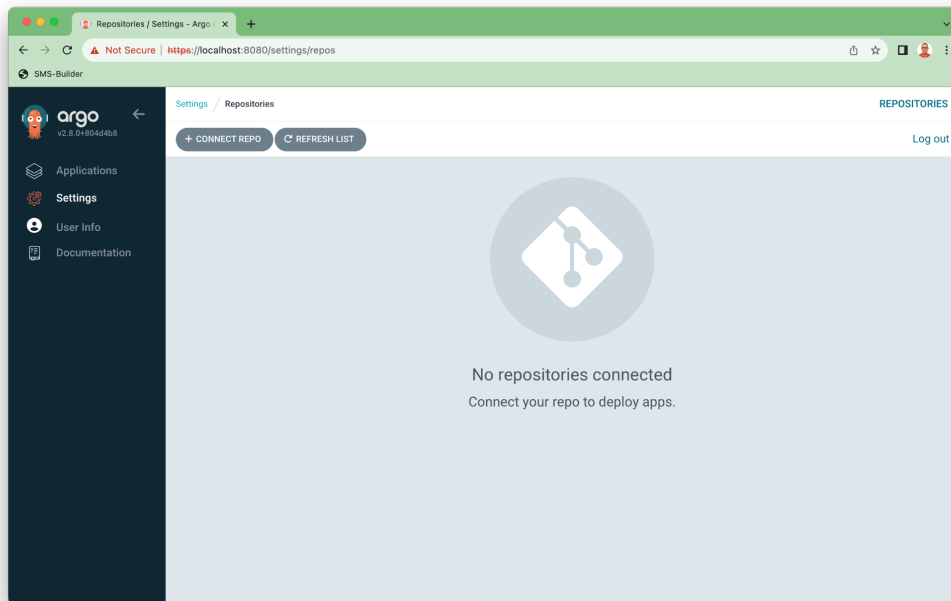 Repositories / Settings - Argo C
Not Secure | https://localhost:8080/settings/repos
SMS-Builder
argo
v2.8.0+804d4b8
Applications
Settings
User Info
Documentation
Settings / Repositories
REPOSITORIES
+ CONNECT REPO
REFRESH LIST
Log out
No repositories connected
Connect your repo to deploy apps.